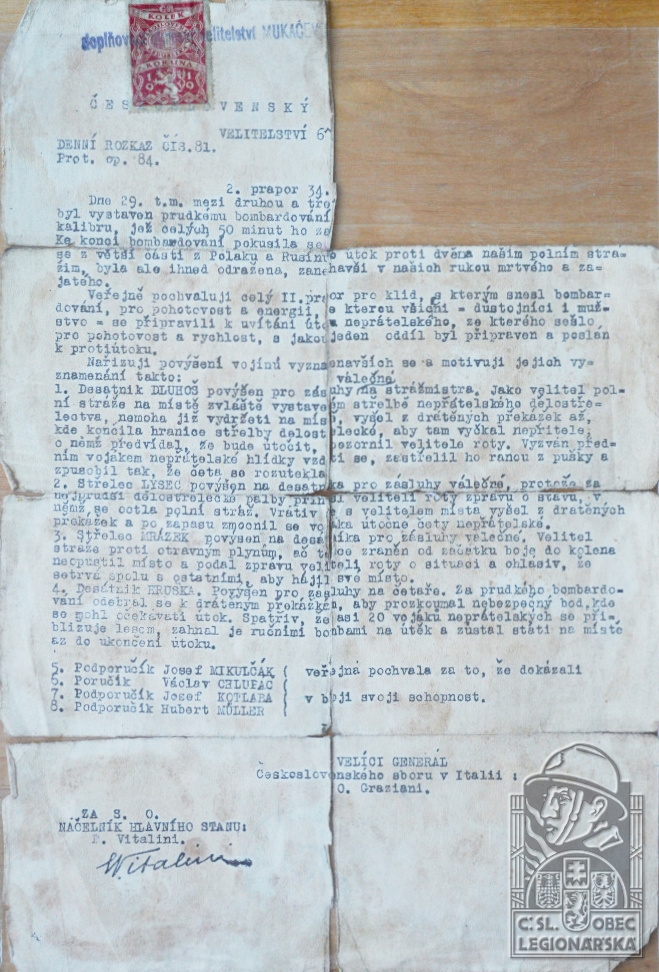 doplňovací velitelství MUKAČEV
KOLEK
KORUNA
1 1
ČES VENSKÝ
VELITELSTVÍ 6
DENNÍ ROZKAZ ČÍS.81.
Prot. op. 84.
2. prapor 34.
Dne 29. t.m. mezi druhou a tře
byl vystaven prudkému bombardování
kalibru, jež celých 50 minut ho za
Ke konci bombardování pokusila se
se z větší části z Polaku a Rusínů o útok proti dvěma našim polním strá=
žím, byla ale ihned odražena, zanechavši v našich rukou mrtvého a za=
jatého.
Veřejně pochvaluji celý II.prapor pro klid, s kterým snesl bombar=
dování, pro pohotovost a energii, s kterou všichni = důstojníci i muž=
stvo = se připravili k uvítání útoku nepřátelského, ze kterého sešlo
pro pohotovost a rychlost, s jakou jeden oddíl byl připraven a poslán
k protiútoku.
Nařizuji povýšení vojínů vyznamenavších se a motivuji jejich vy=
znamenání takto:
1. Desátník DLUHOŠ povýšen pro zásluhy na strážmistra. Jako velitel pol=
válečné
ní stráže na místě zvláště vystaveném střelbě nepřátelského dělostře=
lectva, nemoha již vydržeti na místě, vyšel z drátěných překážek až,
kde končila hranice střelby dělostřelecké, aby tam vyčkal nepřítele,
o němž předvídal, že bude útočit, upozornil velitele roty. Vyzván před=
ním vojákem nepřátelské hlídky vzdáti se, zastřelil ho ranou z pušky a
způsobil tak, že četa se rozutekla
2. Střelec LYSEC povýšen na desátníka pro zásluhy válečné, protože za
nejprudší dělostřelecké palby přinesl veliteli roty zprávu o stavu, v
němž se octla polní stráž. Vrátiv se s velitelem místa vyšel z drátěných
překážek a po zápasu zmocnil se vojáka útočné čety nepřátelské.
3. Střelec MRÁZEK povýšen na desátníka pro zásluhy válečné. Velitel
stráže proti otravným plynům, ač těžce zraněn od začátku boje do kolena
neopustil místo a podal zprávu veliteli roty o situaci a ohlásiv, že
setrvá spolu s ostatními, aby hájil své místo.
4. Desátník HRUŠKA. Povýšen pro zásluhy na četaře. Za prudkého bombardo=
vání odebral se k drátěným překážkám, aby prozkoumal nebezpečný bod, kde
se mohl očekávati útok. Spatřiv, že asi 20 vojáků nepřátelských se při=
bližuje lesem, zahnal je ručními bombami na útěk a zůstal státi na místě
až do ukončení útoku.
5. Podporučík Josef MIKULČÁK ( veřejná pochvala za to, že dokázali
6. Poručík Václav CHLUPAC (
7. Podporučík Josef KOTLABA ( v boji svoji schopnost.
8. Podporučík Hubert MÜLLER (
VELÍCÍ GENERÁL
Československého sboru v Italii :
O. Graziani.
ZA S. O.
NÁČELNÍK HLAVNÍHO STANU:
Vitalini.
Vitalini
Č:SL. OBEC
LEGIONÁŘSKÁ